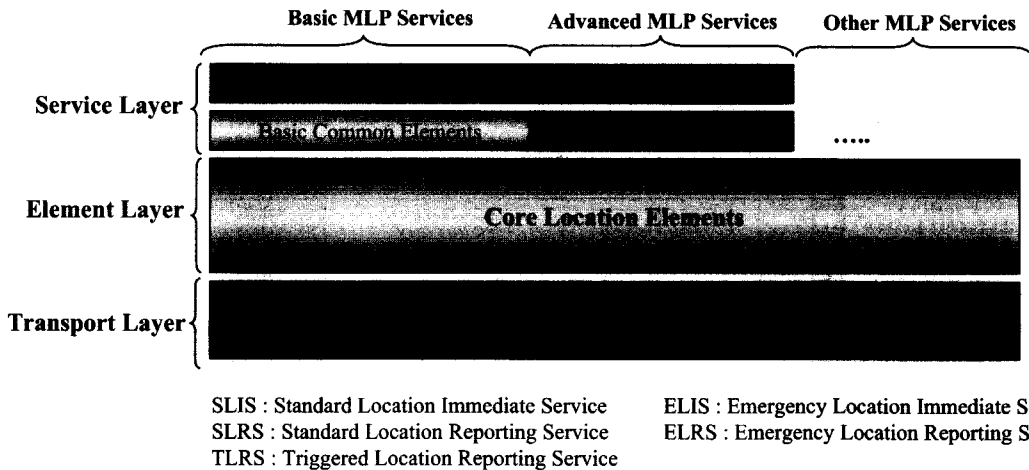 Basic MLP Services Advanced MLP Services Other MLP Services
Service Layer
Basic Common Elements
.....
Element Layer
Core Location Elements
Transport Layer
SLIS : Standard Location Immediate Service ELIS : Emergency Location Immediate S
SLRS : Standard Location Reporting Service ELRS : Emergency Location Reporting S
TLRS : Triggered Location Reporting Service